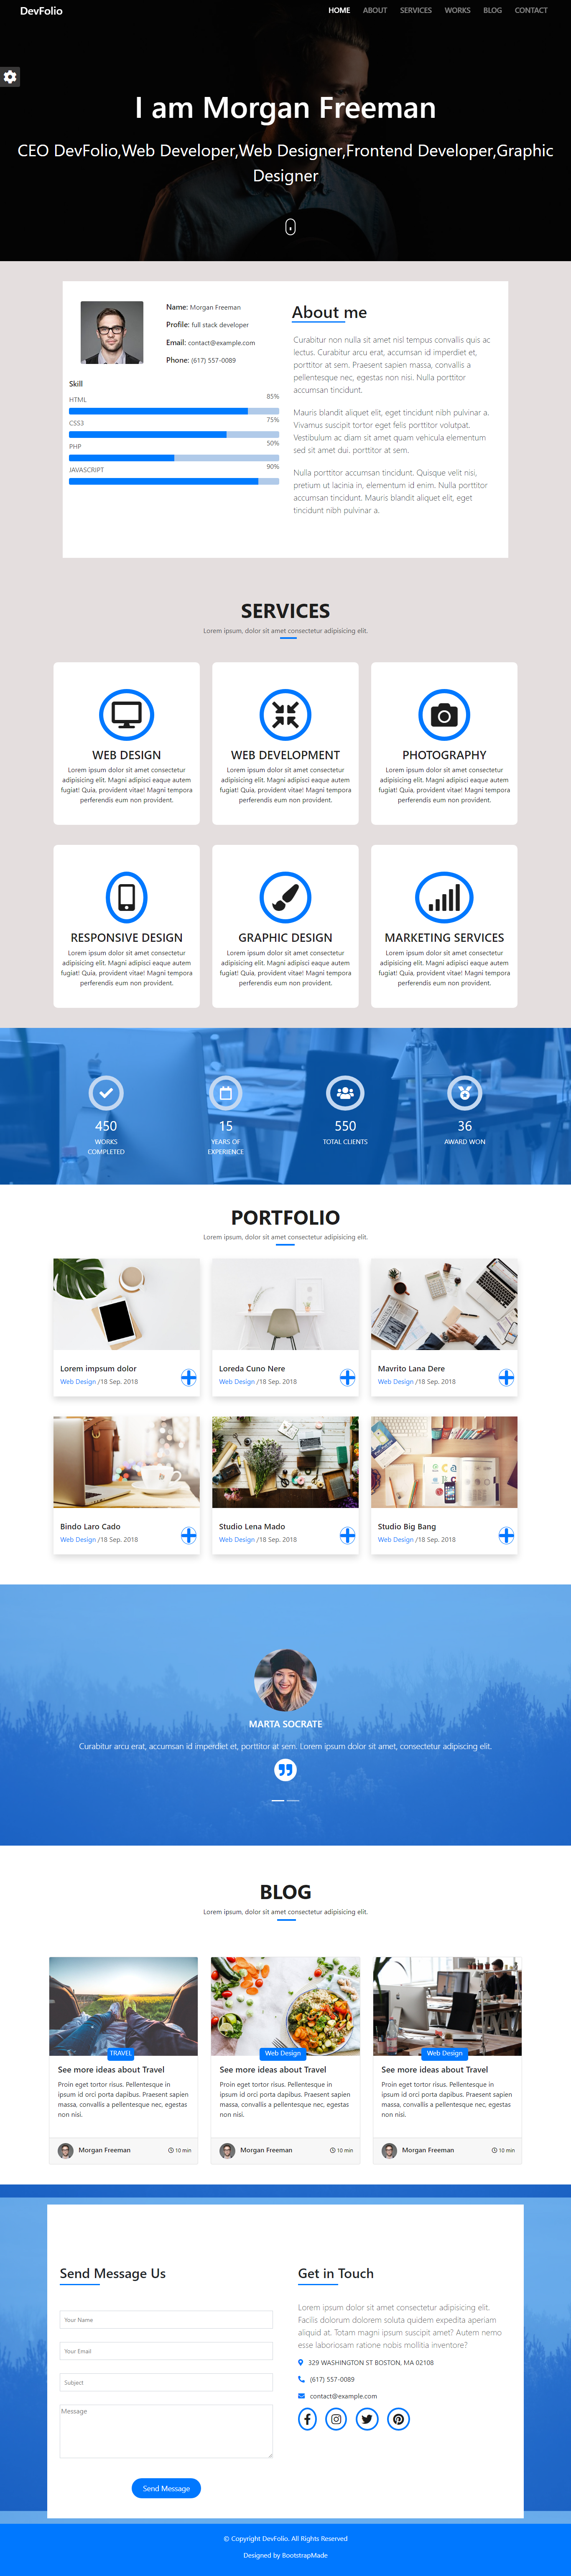 DevFolio
HOME ABOUT SERVICES WORKS BLOG CONTACT
I am Morgan Freeman
CEO DevFolio,Web Developer,Web Designer,Frontend Developer,Graphic
Designer
Name: Morgan Freeman
Profile: full stack developer
Email: contact@example.com
Phone: (617) 557-0089
Skill
HTML 85%
CSS3 75%
PHP 50%
JAVASCRIPT 90%
About me
Curabitur non nulla sit amet nisl tempus convallis quis ac
lectus. Curabitur arcu erat, accumsan id imperdiet et,
porttitor at sem. Praesent sapien massa, convallis a
pellentesque nec, egestas non nisi. Nulla porttitor
accumsan tincidunt.
Mauris blandit aliquet elit, eget tincidunt nibh pulvinar a.
Vivamus suscipit tortor eget felis porttitor volutpat.
Vestibulum ac diam sit amet quam vehicula elementum
sed sit amet dui. porttitor at sem.
Nulla porttitor accumsan tincidunt. Quisque velit nisi,
pretium ut lacinia in, elementum id enim. Nulla porttitor
accumsan tincidunt. Mauris blandit aliquet elit, eget
tincidunt nibh pulvinar a.
SERVICES
Lorem ipsum, dolor sit amet consectetur adipisicing elit.
WEB DESIGN
Lorem ipsum dolor sit amet consectetur
adipisicing elit. Magni adipisci eaque autem
fugiat! Quia, provident vitae! Magni tempora
perferendis eum non provident.
WEB DEVELOPMENT
Lorem ipsum dolor sit amet consectetur
adipisicing elit. Magni adipisci eaque autem
fugiat! Quia, provident vitae! Magni tempora
perferendis eum non provident.
PHOTOGRAPHY
Lorem ipsum dolor sit amet consectetur
adipisicing elit. Magni adipisci eaque autem
fugiat! Quia, provident vitae! Magni tempora
perferendis eum non provident.
RESPONSIVE DESIGN
Lorem ipsum dolor sit amet consectetur
adipisicing elit. Magni adipisci eaque autem
fugiat! Quia, provident vitae! Magni tempora
perferendis eum non provident.
GRAPHIC DESIGN
Lorem ipsum dolor sit amet consectetur
adipisicing elit. Magni adipisci eaque autem
fugiat! Quia, provident vitae! Magni tempora
perferendis eum non provident.
MARKETING SERVICES
Lorem ipsum dolor sit amet consectetur
adipisicing elit. Magni adipisci eaque autem
fugiat! Quia, provident vitae! Magni tempora
perferendis eum non provident.
450
WORKS
COMPLETED
15
YEARS OF
EXPERIENCE
550
TOTAL CLIENTS
36
AWARD WON
PORTFOLIO
Lorem ipsum, dolor sit amet consectetur adipisicing elit.
Lorem impsum dolor
Web Design /18 Sep. 2018
Loreda Cuno Nere
Web Design /18 Sep. 2018
Mavrito Lana Dere
Web Design /18 Sep. 2018
Bindo Laro Cado
Web Design /18 Sep. 2018
Studio Lena Mado
Web Design /18 Sep. 2018
Studio Big Bang
Web Design /18 Sep. 2018
MARTA SOCRATE
Curabitur arcu erat, accumsan id imperdiet et, porttitor at sem. Lorem ipsum dolor sit amet, consectetur adipiscing elit.
BLOG
Lorem ipsum, dolor sit amet consectetur adipisicing elit.
TRAVEL
See more ideas about Travel
Proin eget tortor risus. Pellentesque in
ipsum id orci porta dapibus. Praesent sapien
massa, convallis a pellentesque nec, egestas
non nisi.
Morgan Freeman 10 min
Web Design
See more ideas about Travel
Proin eget tortor risus. Pellentesque in
ipsum id orci porta dapibus. Praesent sapien
massa, convallis a pellentesque nec, egestas
non nisi.
Morgan Freeman 10 min
Web Design
See more ideas about Travel
Proin eget tortor risus. Pellentesque in
ipsum id orci porta dapibus. Praesent sapien
massa, convallis a pellentesque nec, egestas
non nisi.
Morgan Freeman 10 min
Send Message Us
Your Name
Your Email
Subject
Message
Send Message
Get in Touch
Lorem ipsum dolor sit amet consectetur adipisicing elit.
Facilis dolorum dolorem soluta quidem expedita aperiam
aliquid at. Totam magni ipsum suscipit amet? Autem nemo
esse laboriosam ratione nobis mollitia inventore?
329 WASHINGTON ST BOSTON, MA 02108
(617) 557-0089
contact@example.com
© Copyright DevFolio. All Rights Reserved
Designed by BootstrapMade